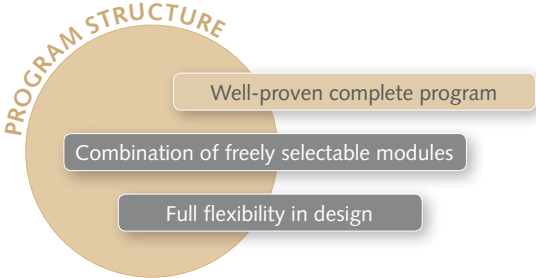 PROGRAM STRUCTURE
Well-proven complete program
Combination of freely selectable modules
Full flexibility in design